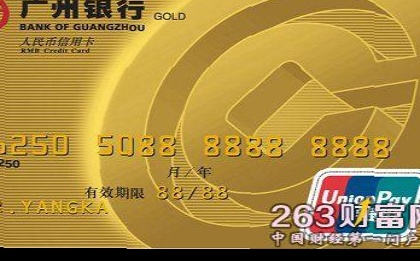 广州银行 GOLD
BANK OF GUANGZHOU
人民币信用卡
RMB Credit Card
6250 5088 8888 8888
6250
月/年
有效期限 88/88
YANGKA
UnionPay
263财富网
中国财经第一门户